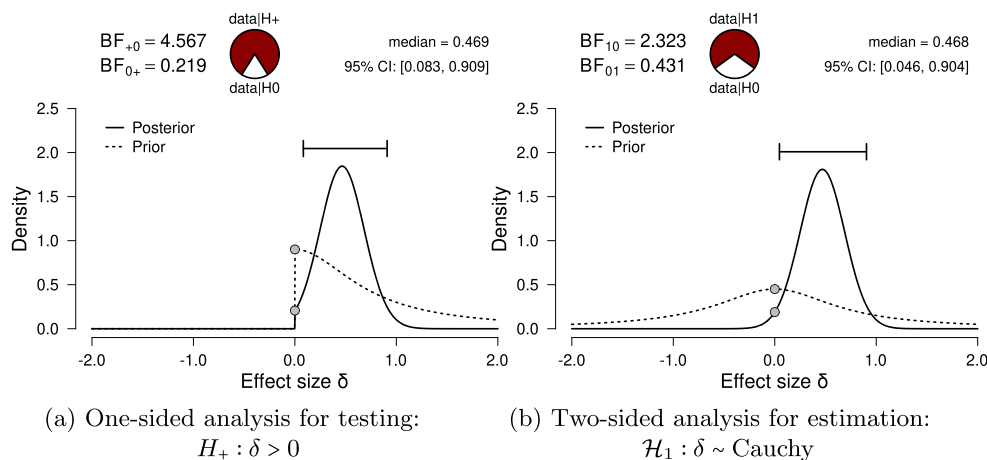 data|H+
BF+0 = 4.567
BF0+ = 0.219
median = 0.469
95% CI: [0.083, 0.909]
data|H0
2.5
2.0
1.5
1.0
0.5
0.0
Density
Posterior
Prior
-2.0 -1.0 0.0 1.0 2.0
Effect size δ
(a) One-sided analysis for testing:
H+ : δ > 0
data|H1
BF10 = 2.323
BF01 = 0.431
median = 0.468
95% CI: [0.046, 0.904]
data|H0
2.5
2.0
1.5
1.0
0.5
0.0
Density
Posterior
Prior
-2.0 -1.0 0.0 1.0 2.0
Effect size δ
(b) Two-sided analysis for estimation:
H1 : δ ~ Cauchy